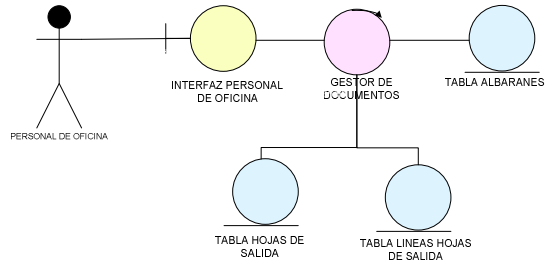 INTERFAZ PERSONAL
DE OFICINA
GESTOR DE
DOCUMENTOS
TABLA ALBARANES
PERSONAL DE OFICINA
TABLA HOJAS DE
SALIDA
TABLA LINEAS HOJAS
DE SALIDA